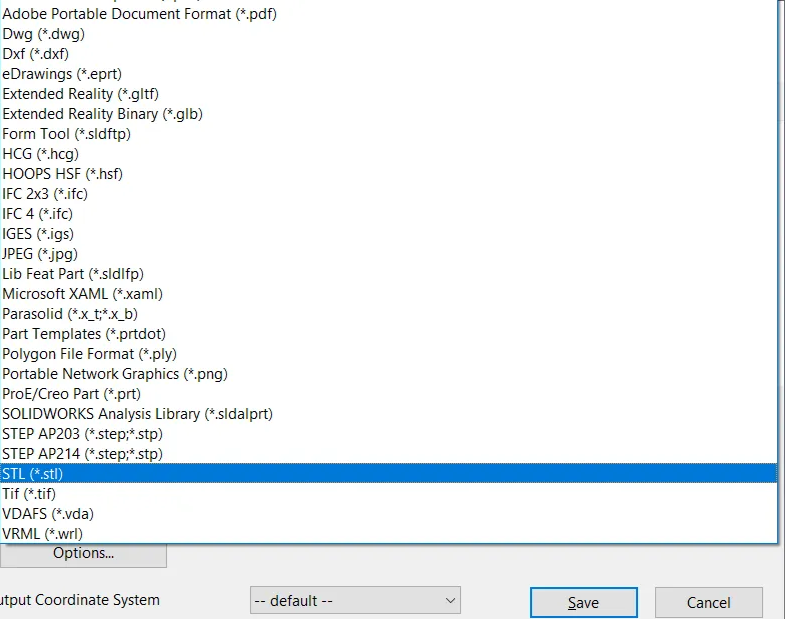 Adobe Portable Document Format (*.pdf)
Dwg (*.dwg)
Dxf (*.dxf)
eDrawings (*.eprt)
Extended Reality (*.gltf)
Extended Reality Binary (*.glb)
Form Tool (*.sldftp)
HCG (*.hcg)
HOOPS HSF (*.hsf)
IFC 2x3 (*.ifc)
IFC 4 (*.ifc)
IGES (*.igs)
JPEG (*.jpg)
Lib Feat Part (*.sldlfp)
Microsoft XAML (*.xaml)
Parasolid (*.x_t;*.x_b)
Part Templates (*.prtdot)
Polygon File Format (*.ply)
Portable Network Graphics (*.png)
ProE/Creo Part (*.prt)
SOLIDWORKS Analysis Library (*.sldalprt)
STEP AP203 (*.step;*.stp)
STEP AP214 (*.step;*.stp)
STL (*.stl)
Tif (*.tif)
VDAFS (*.vda)
VRML (*.wrl)
Options...
utput Coordinate System -- default -- Save Cancel